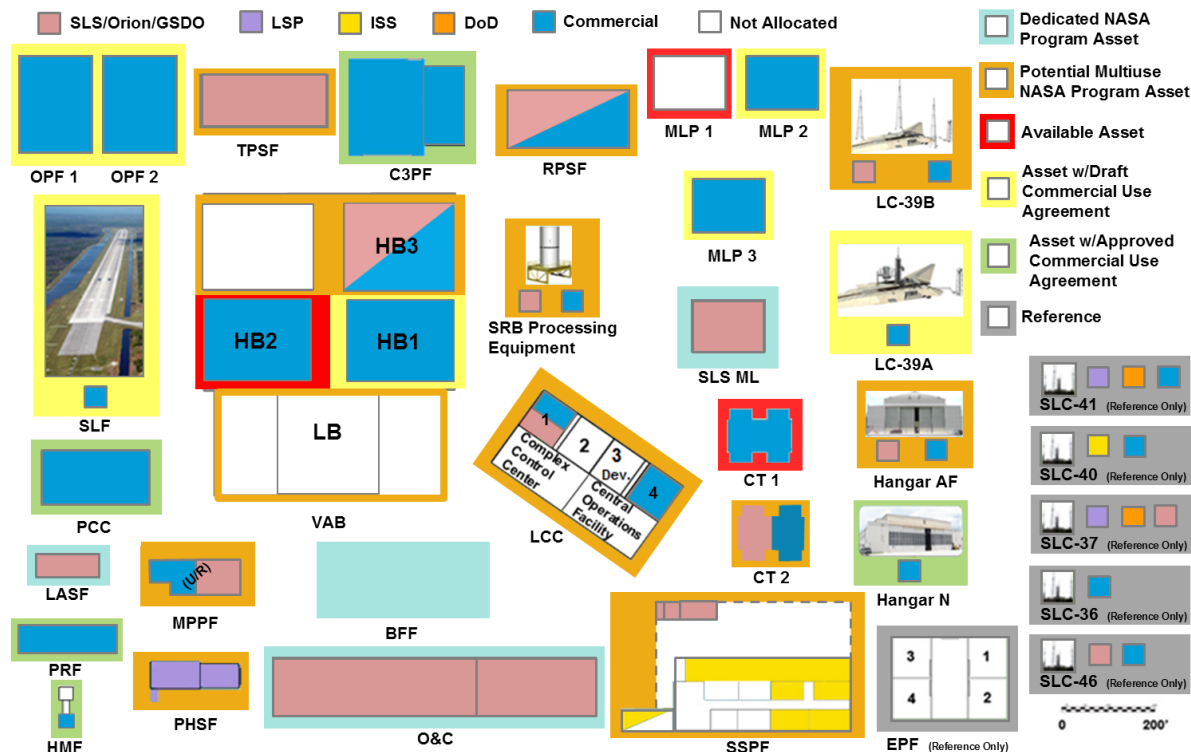 SLS/Orion/GSDO
LSP
ISS
DoD
Commercial
Not Allocated
Dedicated NASA
Program Asset
Potential Multiuse
NASA Program Asset
Available Asset
Asset w/Draft
Commercial Use
Agreement
Asset w/Approved
Commercial Use
Agreement
Reference
OPF 1
OPF 2
TPSF
C3PF
RPSF
MLP 1
MLP 2
LC-39B
SLF
HB3
HB2
HB1
LB
VAB
SRB Processing
Equipment
MLP 3
SLS ML
LC-39A
PCC
1
2
3
Dev.
4
Complex
Control
Center
Central
Operations
Facility
LCC
CT 1
CT 2
Hangar AF
Hangar N
SLC-41 (Reference Only)
SLC-40 (Reference Only)
SLC-37 (Reference Only)
SLC-36 (Reference Only)
SLC-46 (Reference Only)
LASF
(U/R)
MPPF
BFF
PRF
HMF
PHSF
O&C
SSPF
3
1
4
2
EPF (Reference Only)
0
200'